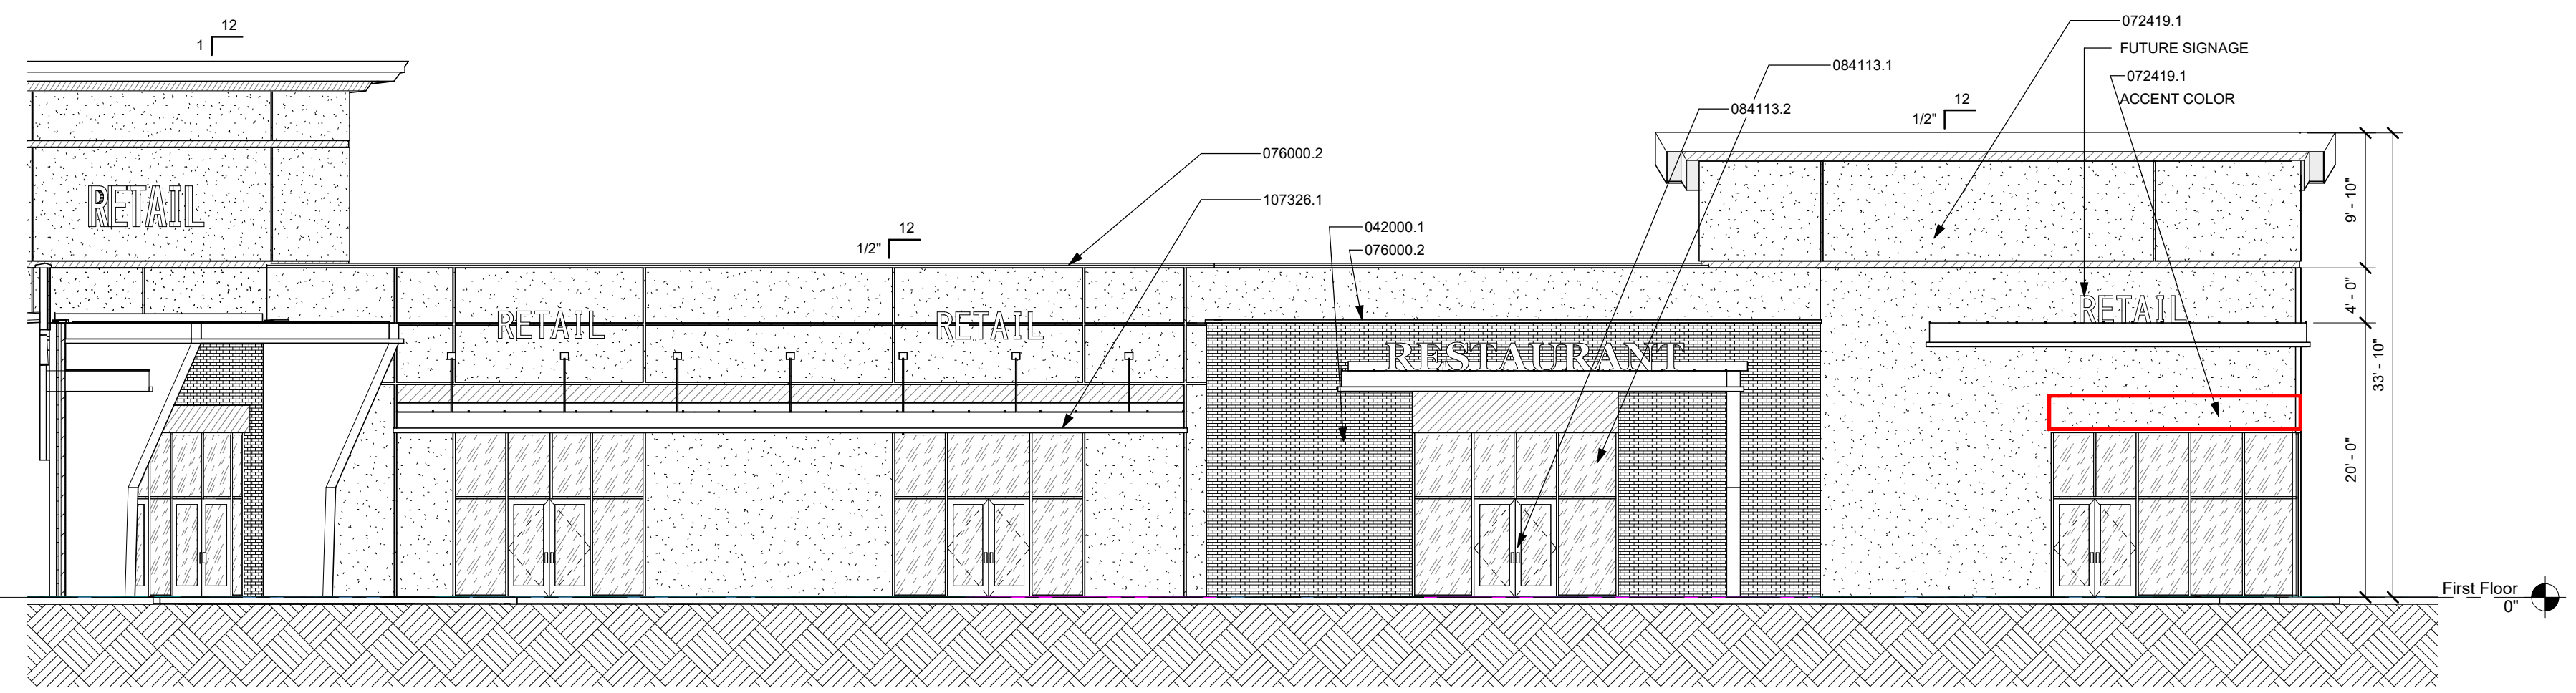 12
1
072419.1
FUTURE SIGNAGE
084113.1
072419.1
ACCENT COLOR
12
1/2"
084113.2
076000.2
107326.1
RETAIL
12
1/2"
042000.1
076000.2
9' - 10"
4' - 0"
33' - 10"
20' - 0"
RETAIL
RETAIL
RETAIL
RESTAURANT
First Floor
0"